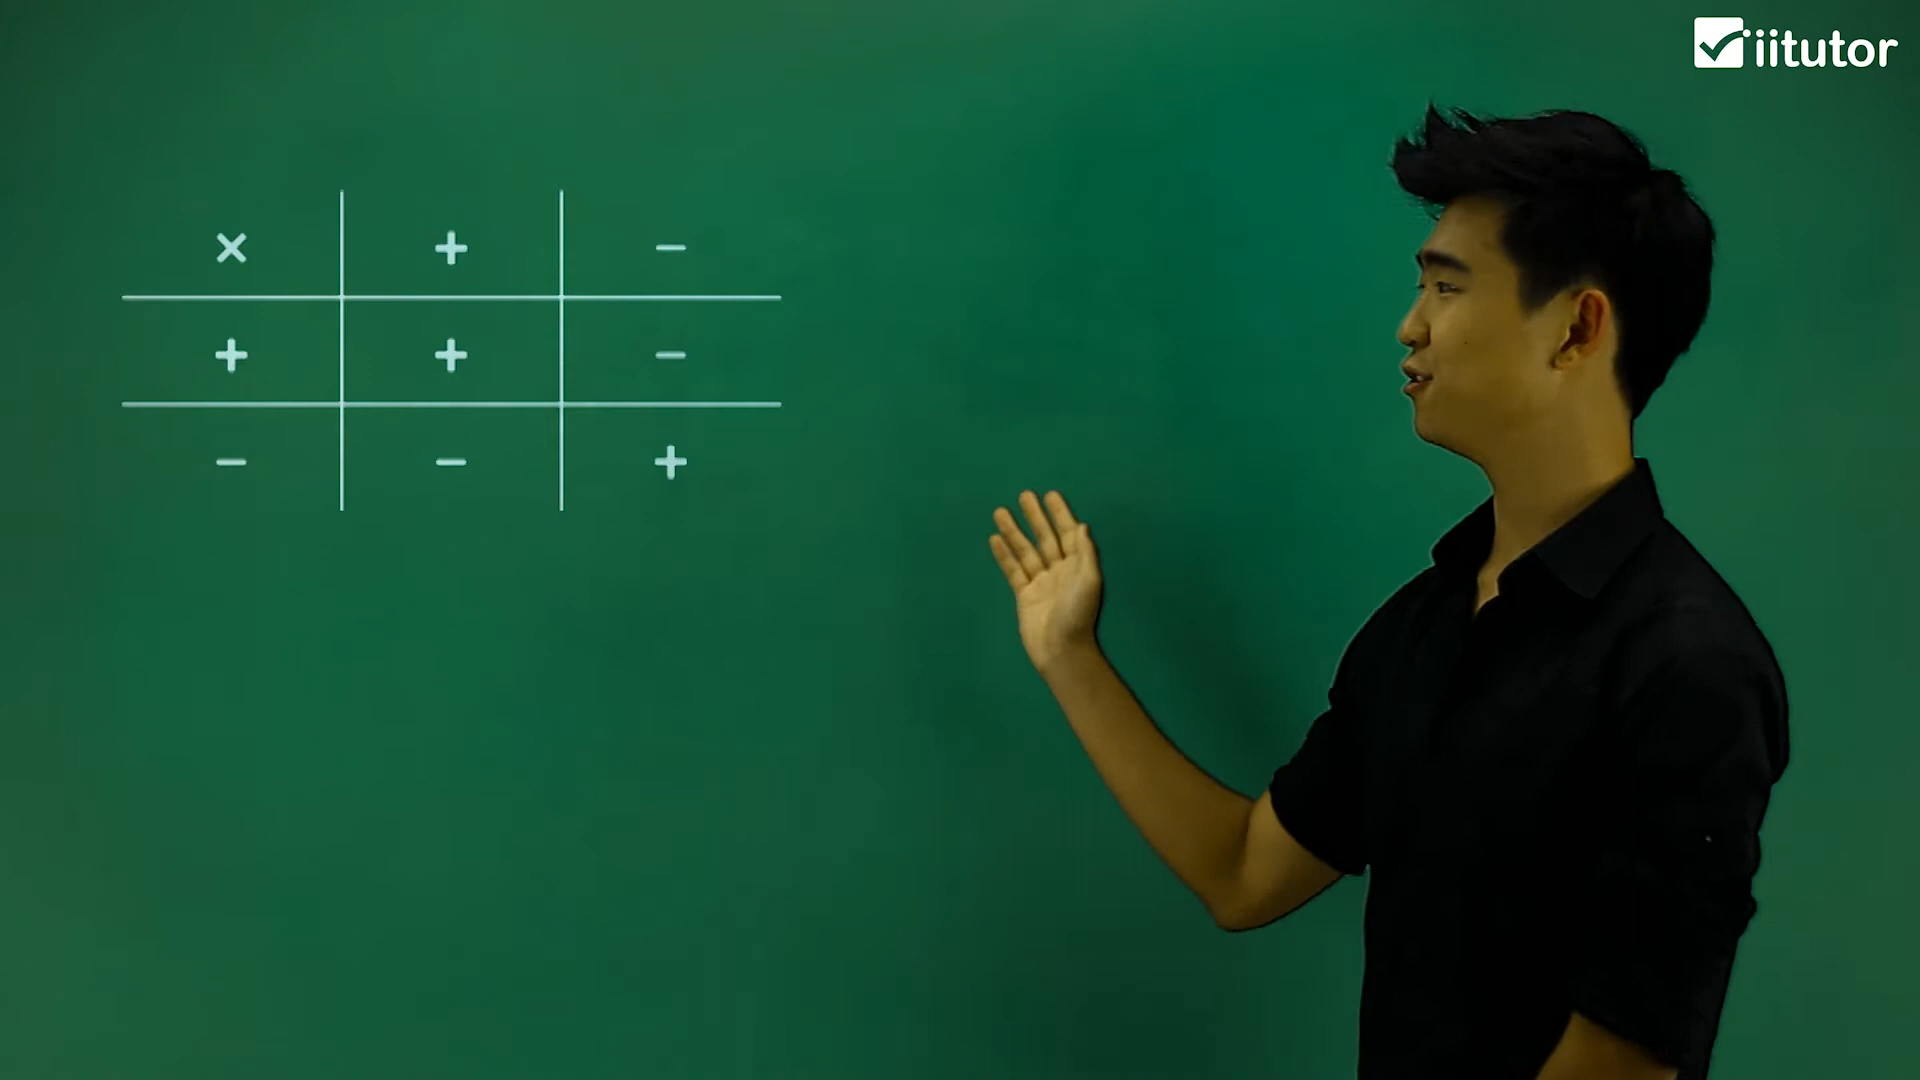 iitutor
× + −
+ + −
− − +